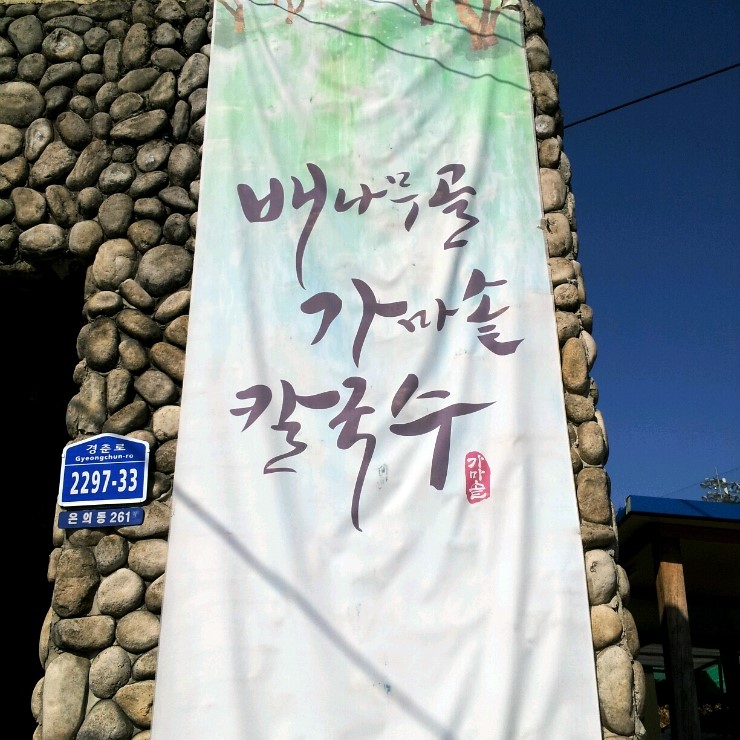 배나무골
가마솥
칼국수
가마솥
경춘로
Gyeongchun-ro
2297-33
온의동 261